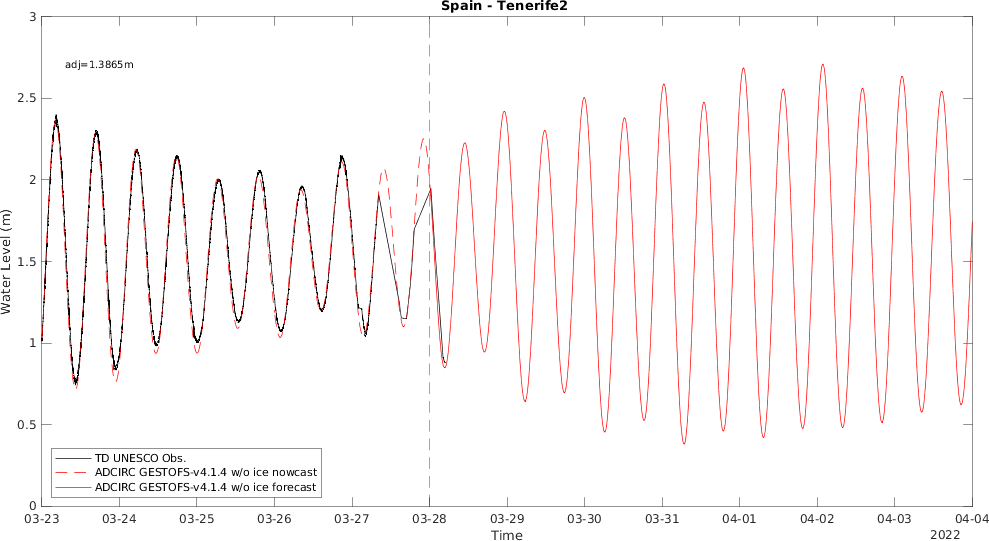 Spain - Tenerife2
adj=1.3865m
Water Level (m)
3
2.5
2
1.5
1
0.5
0
TD UNESCO Obs.
ADCIRC GESTOFS-v4.1.4 w/o ice nowcast
ADCIRC GESTOFS-v4.1.4 w/o ice forecast
03-23 03-24 03-25 03-26 03-27 03-28 03-29 03-30 03-31 04-01 04-02 04-03 04-04
Time
2022